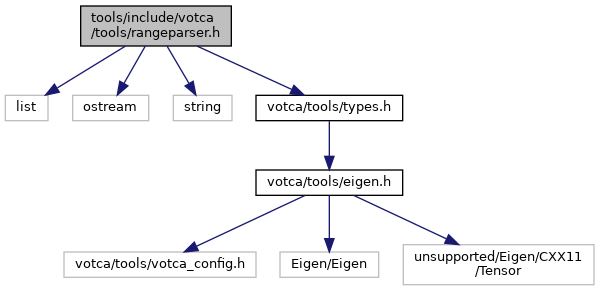 tools/include/votca
/tools/rangeparser.h
list
ostream
string
votca/tools/types.h
votca/tools/eigen.h
votca/tools/votca_config.h
Eigen/Eigen
unsupported/Eigen/CXX11
/Tensor